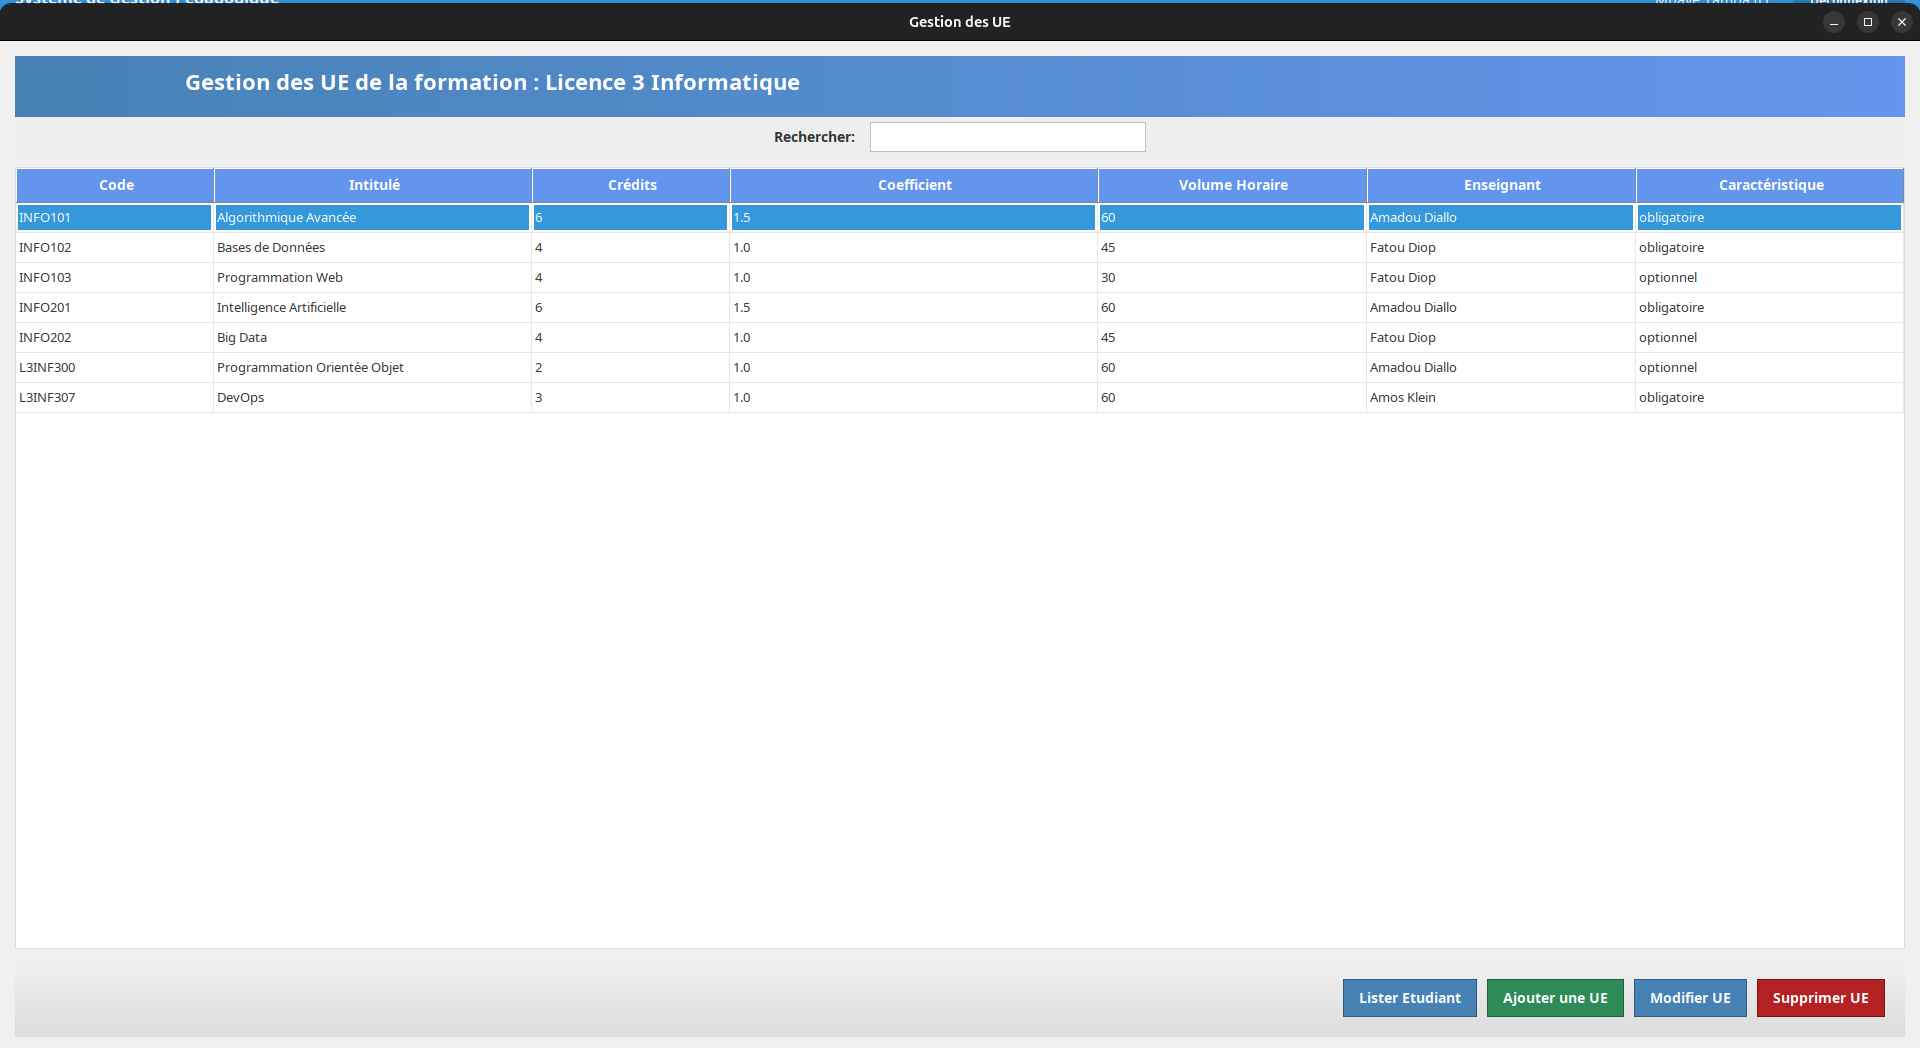 Système de Gestion Pédagogique Déconnexion
Gestion des UE
Gestion des UE de la formation : Licence 3 Informatique
Rechercher:
Code Intitulé Crédits Coefficient Volume Horaire Enseignant Caractéristique
INFO101 Algorithmique Avancée 6 1.5 60 Amadou Diallo obligatoire
INFO102 Bases de Données 4 1.0 45 Fatou Diop obligatoire
INFO103 Programmation Web 4 1.0 30 Fatou Diop optionnel
INFO201 Intelligence Artificielle 6 1.5 60 Amadou Diallo obligatoire
INFO202 Big Data 4 1.0 45 Fatou Diop optionnel
L3INF300 Programmation Orientée Objet 2 1.0 60 Amadou Diallo optionnel
L3INF307 DevOps 3 1.0 60 Amos Klein obligatoire
Lister Etudiant Ajouter une UE Modifier UE Supprimer UE